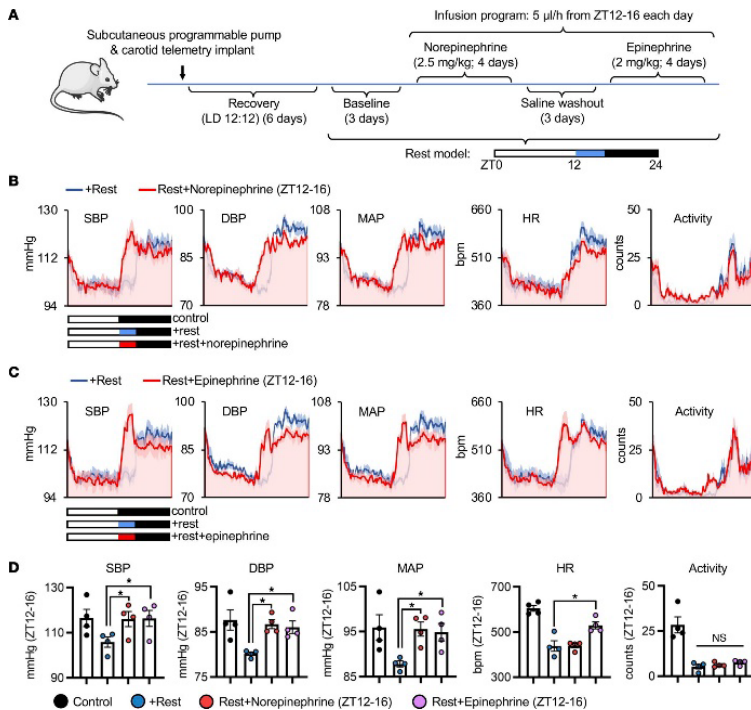 A
Infusion program: 5 µl/h from ZT12-16 each day
Subcutaneous programmable pump
& carotid telemetry implant
Norepinephrine
(2.5 mg/kg; 4 days)
Epinephrine
(2 mg/kg; 4 days)
Recovery
(LD 12:12) (6 days)
Baseline
(3 days)
Saline washout
(3 days)
Rest model:
ZT0 12 24
B
+Rest Rest+Norepinephrine (ZT12-16)
SBP DBP MAP HR Activity
mmHg
130
112
94
100
85
70
108
93
78
bpm
660
510
360
counts
50
25
0
control
+rest
+rest+norepinephrine
C
+Rest Rest+Epinephrine (ZT12-16)
SBP DBP MAP HR Activity
mmHg
130
112
94
100
85
70
108
93
78
bpm
660
510
360
counts
50
25
0
control
+rest
+rest+epinephrine
D
SBP DBP MAP HR Activity
mmHg (ZT12-16)
130
110
90
* *
mmHg (ZT12-16)
95
85
75
* *
mmHg (ZT12-16)
105
95
85
* *
bpm (ZT12-16)
700
500
300
*
counts (ZT12-16)
50
25
0
NS
Control +Rest Rest+Norepinephrine (ZT12-16) Rest+Epinephrine (ZT12-16)